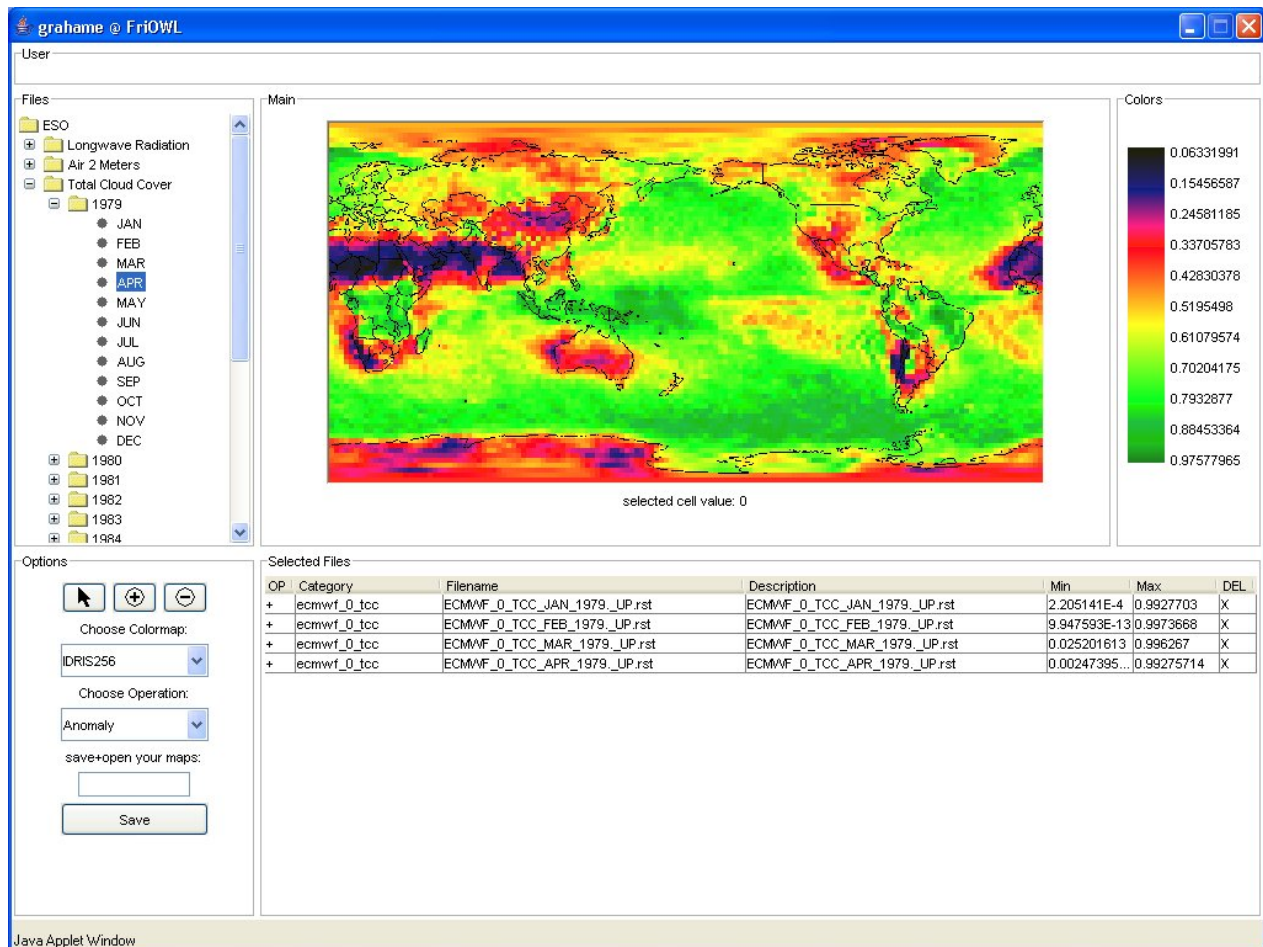 grahame @ FriOWL
User
Files
ESO
Longwave Radiation
Air 2 Meters
Total Cloud Cover
1979
JAN
FEB
MAR
APR
MAY
JUN
JUL
AUG
SEP
OCT
NOV
DEC
1980
1981
1982
1983
1984
Main
selected cell value: 0
Colors
0.06331991
0.15456587
0.24581185
0.33705783
0.42830378
0.5195498
0.61079574
0.70204175
0.7932877
0.88453364
0.97577965
Options
Choose Colormap:
IDRIS256
Choose Operation:
Anomaly
save+open your maps:
Save
Selected Files
OP Category Filename Description Min Max DEL
+ ecmwf_0_tcc ECMWF_0_TCC_JAN_1979._UP.rst ECMWF_0_TCC_JAN_1979._UP.rst 2.205141E-4 0.9927703 X
+ ecmwf_0_tcc ECMWF_0_TCC_FEB_1979._UP.rst ECMWF_0_TCC_FEB_1979._UP.rst 9.947593E-13 0.9973668 X
+ ecmwf_0_tcc ECMWF_0_TCC_MAR_1979._UP.rst ECMWF_0_TCC_MAR_1979._UP.rst 0.025201613 0.996267 X
+ ecmwf_0_tcc ECMWF_0_TCC_APR_1979._UP.rst ECMWF_0_TCC_APR_1979._UP.rst 0.00247395... 0.99275714 X
Java Applet Window